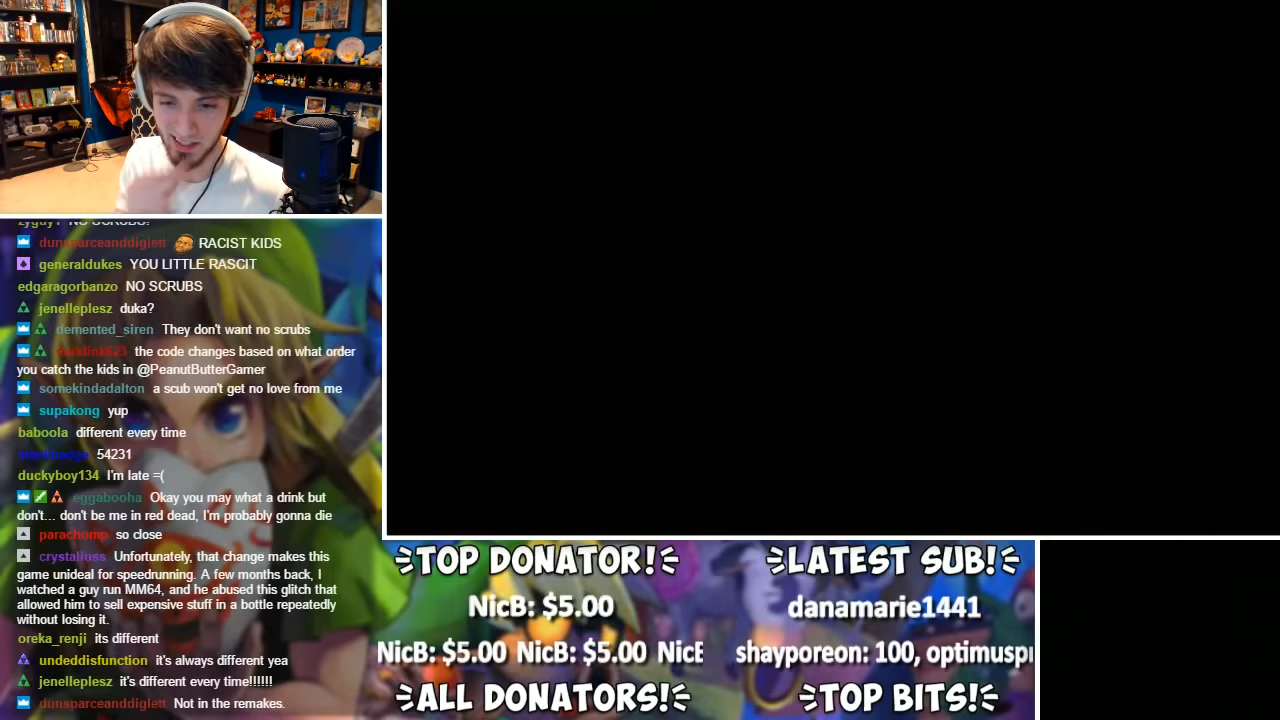 dunsparceanddiglett RACIST KIDS
generaldukes YOU LITTLE RASCIT
edgaragorbanzo NO SCRUBS
jenelleplesz duka?
demented_siren They don't want no scrubs
the code changes based on what order
you catch the kids in @PeanutButterGamer
somekindadalton a scub won't get no love from me
supakong yup
baboola different every time
54231
duckyboy134 I'm late =(
eggabooha Okay you may what a drink but
don't... don't be me in red dead, I'm probably gonna die
parachomp so close
crystaliuss Unfortunately, that change makes this
game unideal for speedrunning. A few months back, I
watched a guy run MM64, and he abused this glitch that
allowed him to sell expensive stuff in a bottle repeatedly
without losing it.
oreka_renji its different
undeddisfunction it's always different yea
jenelleplesz it's different every time!!!!!!
dunsparceanddiglett Not in the remakes.
TOP DONATOR!
NicB: $5.00
NicB: $5.00 NicB: $5.00 NicB
ALL DONATORS!
LATEST SUB!
danamarie1441
shayporeon: 100, optimuspr
TOP BITS!